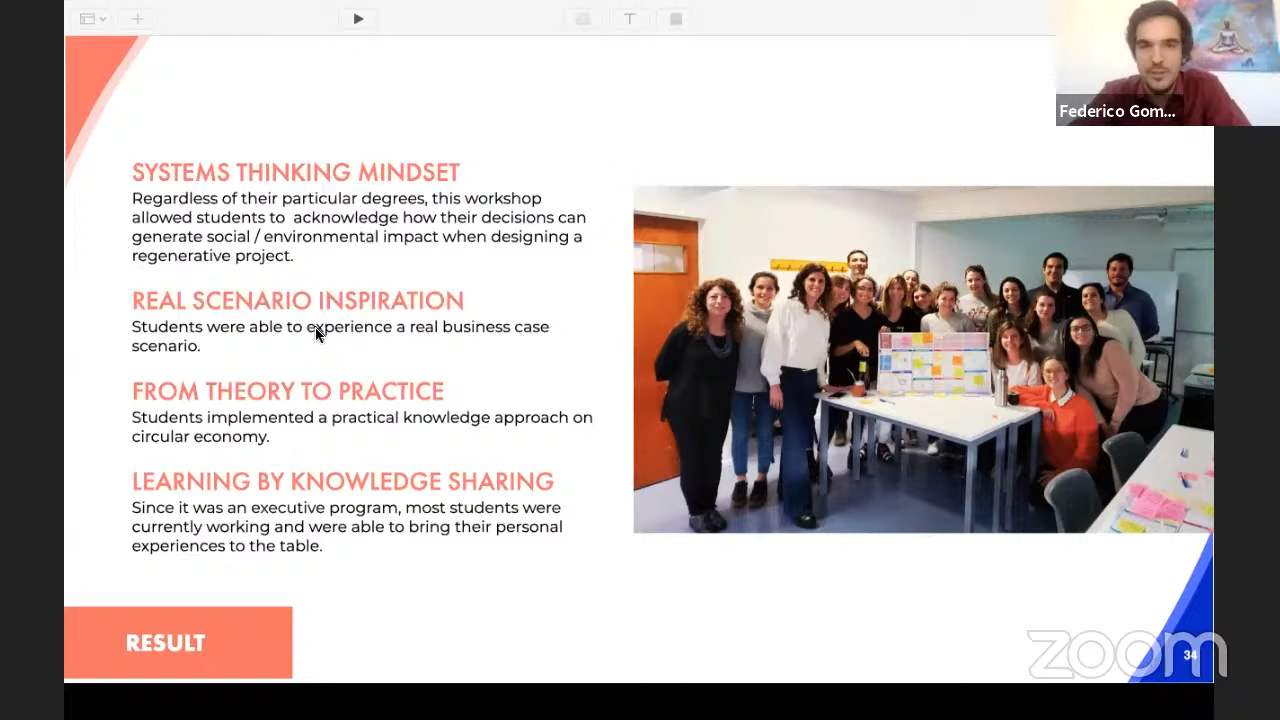 Federico Gom...
SYSTEMS THINKING MINDSET
Regardless of their particular degrees, this workshop
allowed students to acknowledge how their decisions can
generate social / environmental impact when designing a
regenerative project.
REAL SCENARIO INSPIRATION
Students were able to experience a real business case
scenario.
FROM THEORY TO PRACTICE
Students implemented a practical knowledge approach on
circular economy.
LEARNING BY KNOWLEDGE SHARING
Since it was an executive program, most students were
currently working and were able to bring their personal
experiences to the table.
RESULT
zoom
34